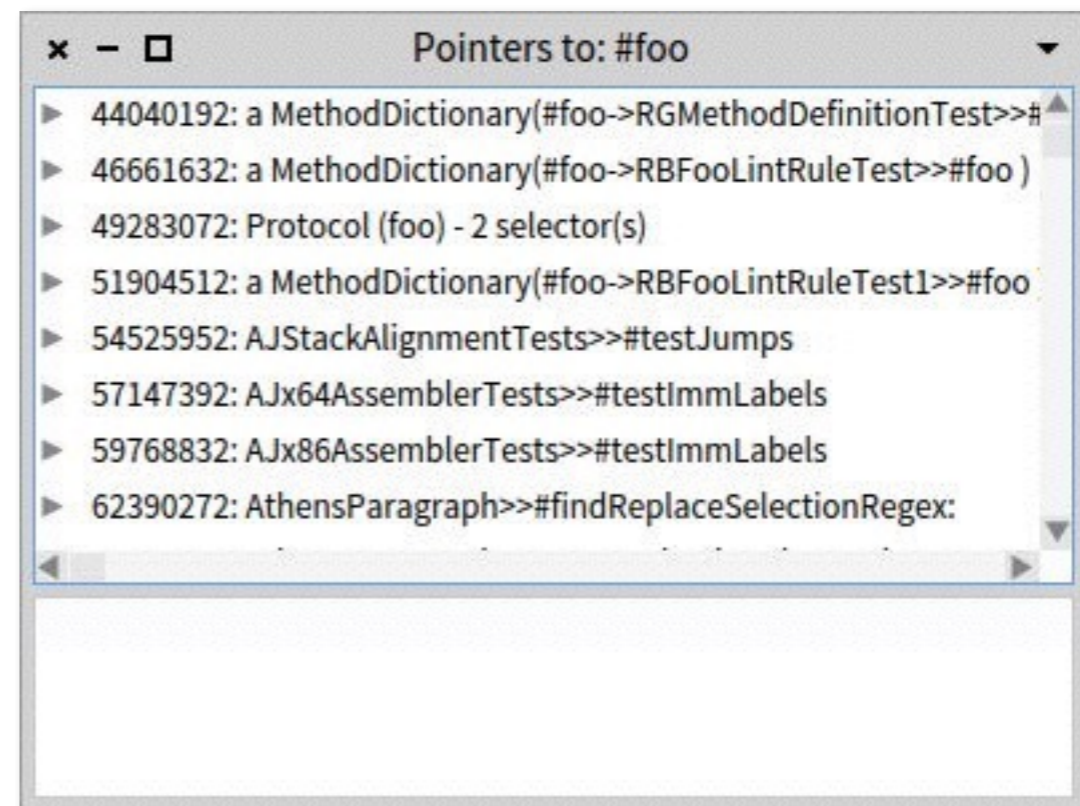 Pointers to: #foo
44040192: a MethodDictionary(#foo->RGMethodDefinitionTest>>#
46661632: a MethodDictionary(#foo->RBFooLintRuleTest>>#foo )
49283072: Protocol (foo) - 2 selector(s)
51904512: a MethodDictionary(#foo->RBFooLintRuleTest1>>#foo
54525952: AJStackAlignmentTests>>#testJumps
57147392: AJx64AssemblerTests>>#testImmLabels
59768832: AJx86AssemblerTests>>#testImmLabels
62390272: AthensParagraph>>#findReplaceSelectionRegex: